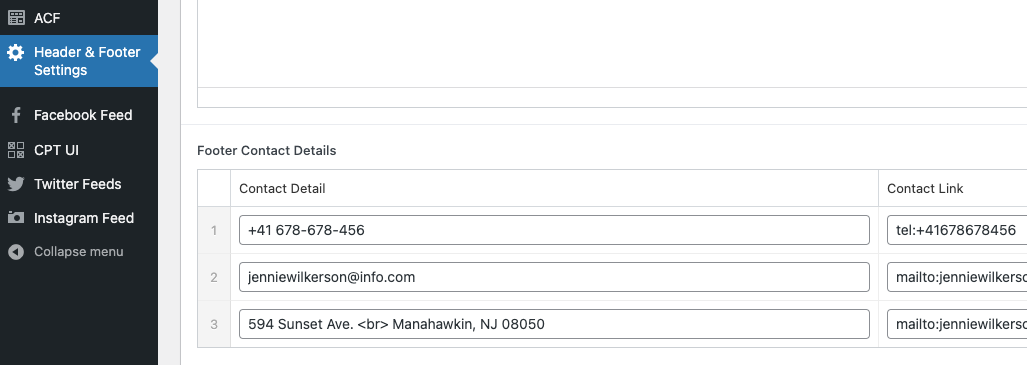 ACF
Header & Footer
Settings
Facebook Feed
CPT UI
Twitter Feeds
Instagram Feed
Collapse menu
Footer Contact Details
Contact Detail
Contact Link
1
+41 678-678-456
tel:+41678678456
2
jenniewilkerson@info.com
mailto:jenniewilkerso
3
594 Sunset Ave. <br> Manahawkin, NJ 08050
mailto:jenniewilkerso